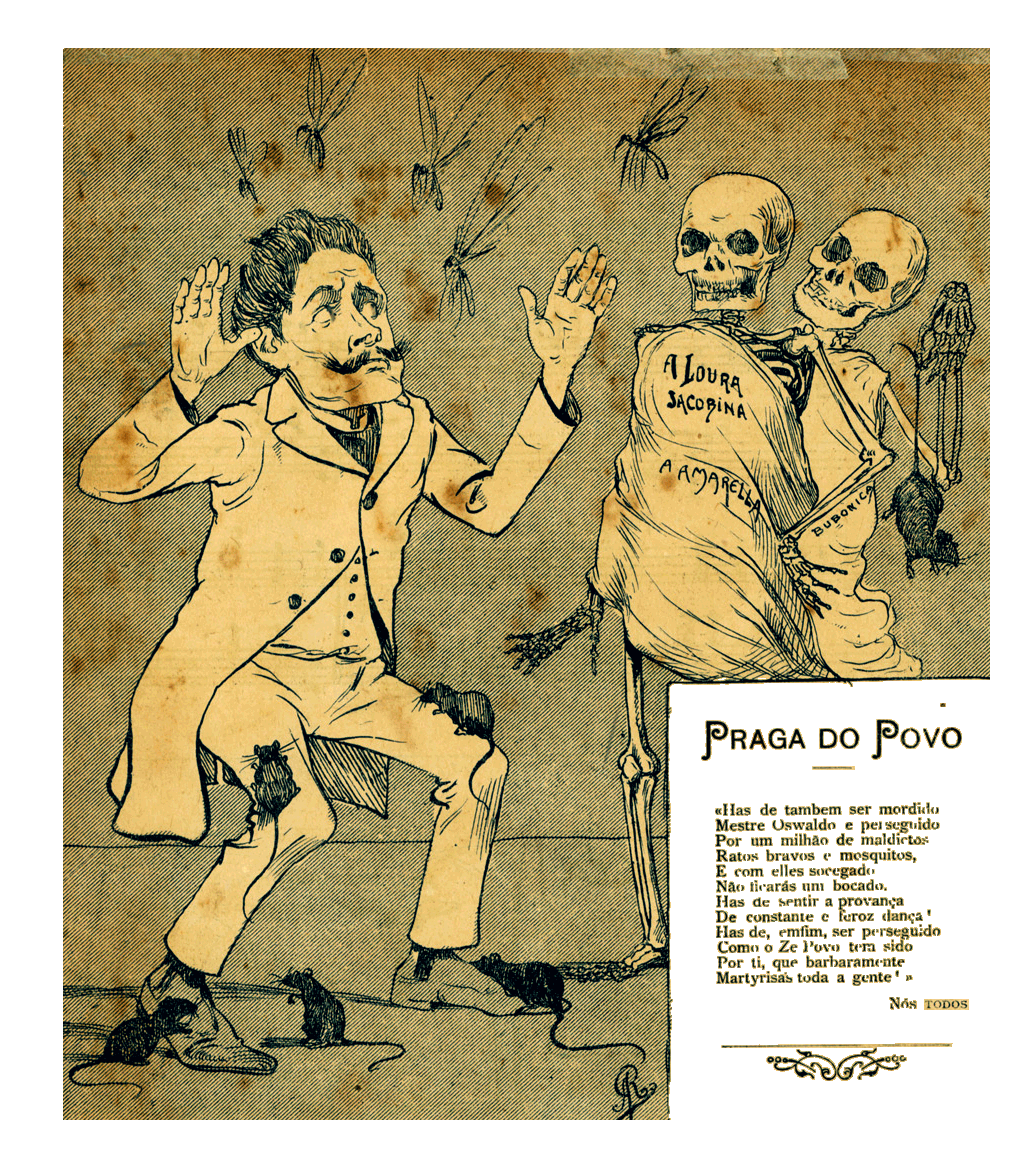 A LOURA
JACOBINA
A AMARELLA
BUBONICA
PRAGA DO POVO
«Has de tambem ser mordido
Mestre Oswaldo e perseguido
Por um milhão de maldictos
Ratos bravos e mosquitos,
E com elles socegado
Não ficarás um bocado.
Has de sentir a provança
De constante e feroz dança!
Has de, emfim, ser perseguido
Como o Ze Povo tem sido
Por ti, que barbaramente
Martyrisas toda a gente! »
Nós TODOS